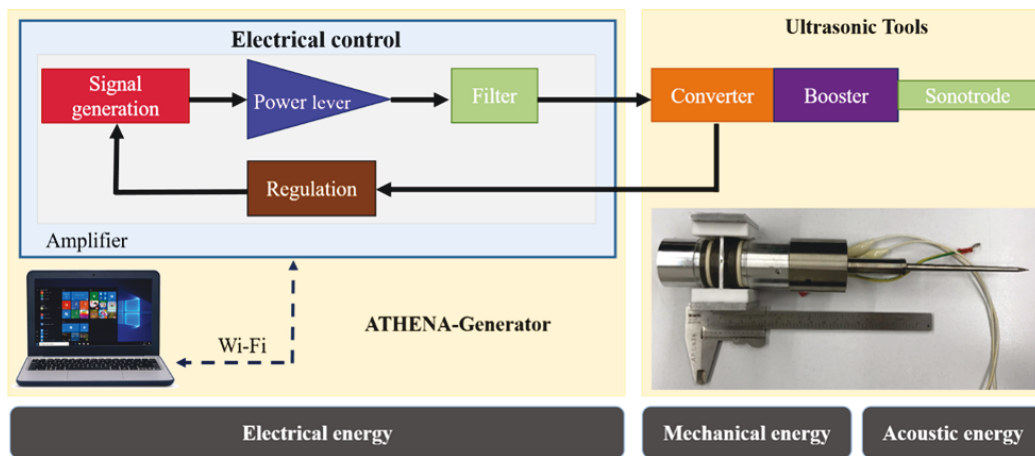 Electrical control
Signal
generation
Power lever
Filter
Regulation
Amplifier
Wi-Fi
ATHENA-Generator
Ultrasonic Tools
Converter
Booster
Sonotrode
Electrical energy
Mechanical energy
Acoustic energy